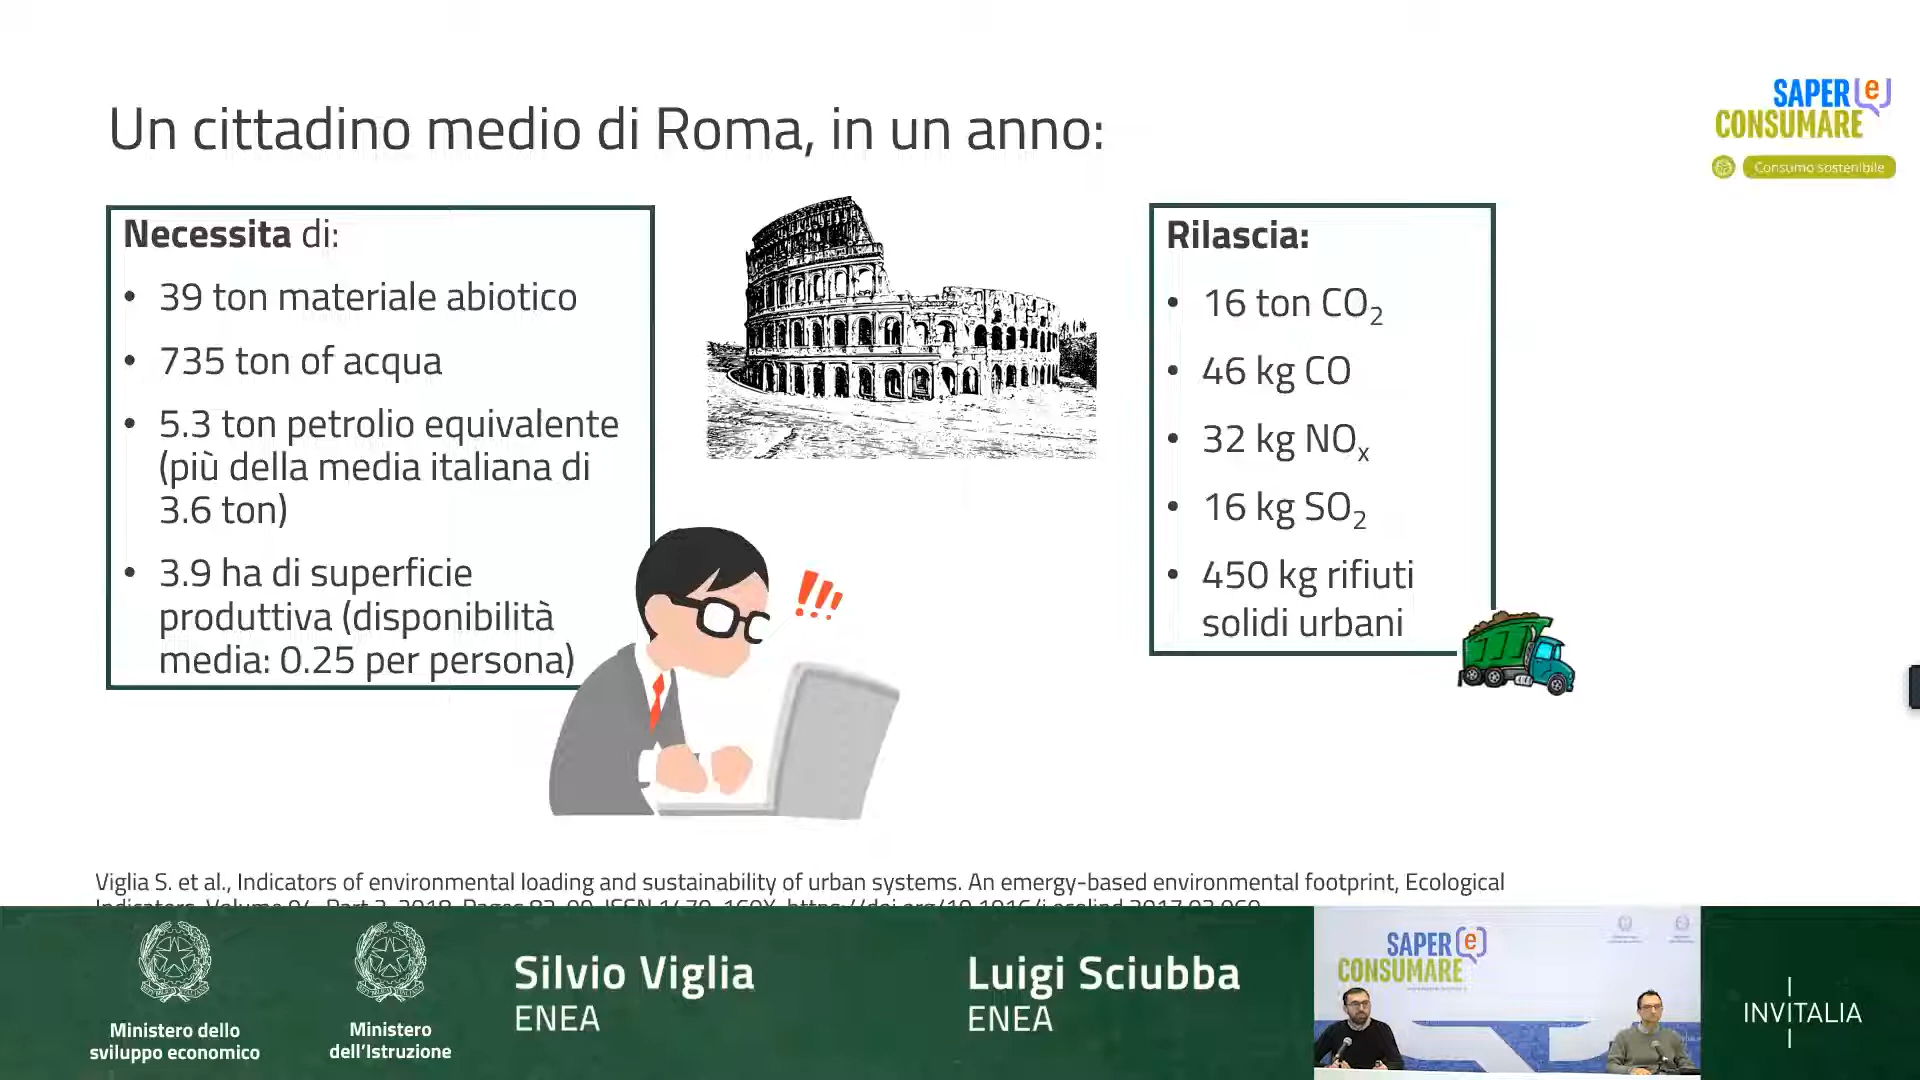 Un cittadino medio di Roma, in un anno:
SAPER(e)
CONSUMARE
Consumo sostenibile
Necessita di:
• 39 ton materiale abiotico
• 735 ton of acqua
• 5.3 ton petrolio equivalente
(più della media italiana di
3.6 ton)
• 3.9 ha di superficie
produttiva (disponibilità
media: 0.25 per persona)
!!!
Rilascia:
• 16 ton CO₂
• 46 kg CO
• 32 kg NOₓ
• 16 kg SO₂
• 450 kg rifiuti
solidi urbani
Viglia S. et al., Indicators of environmental loading and sustainability of urban systems. An emergy-based environmental footprint, Ecological
Ministero dello
sviluppo economico
Ministero
dell'Istruzione
Silvio Viglia
ENEA
Luigi Sciubba
ENEA
SAPER(e)
CONSUMARE
INVITALIA